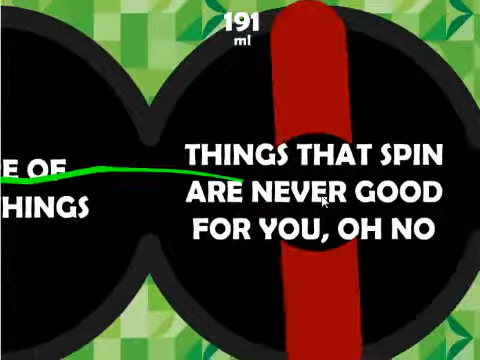 191
ml
E OF
HINGS
THINGS THAT SPIN
ARE NEVER GOOD
FOR YOU, OH NO